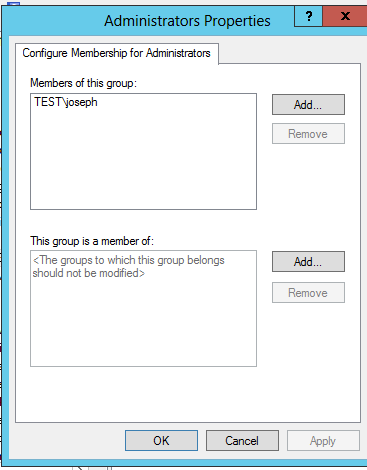 Administrators Properties
?
x
Configure Membership for Administrators
Members of this group:
TEST\joseph
Add...
Remove
This group is a member of:
<The groups to which this group belongs
should not be modified>
Add...
Remove
OK
Cancel
Apply